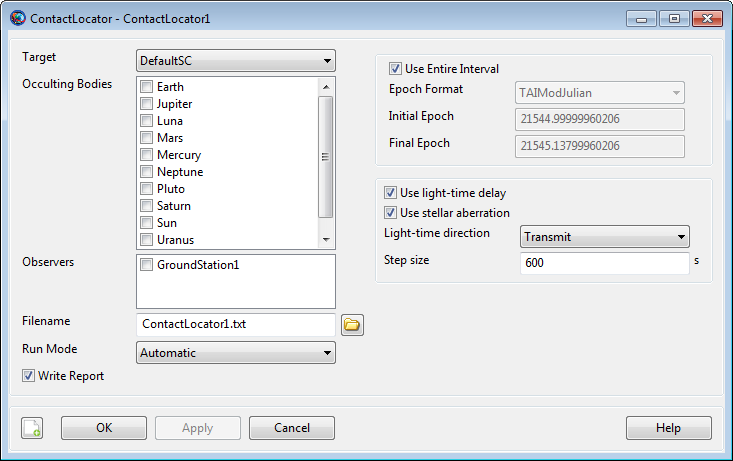 ContactLocator - ContactLocator1
Target
DefaultSC
Occulting Bodies
Earth
Jupiter
Luna
Mars
Mercury
Neptune
Pluto
Saturn
Sun
Uranus
Observers
GroundStation1
Filename
ContactLocator1.txt
Run Mode
Automatic
Write Report
Use Entire Interval
Epoch Format
TAIModJulian
Initial Epoch
21544.99999960206
Final Epoch
21545.13799960206
Use light-time delay
Use stellar aberration
Light-time direction
Transmit
Step size
600
s
OK
Apply
Cancel
Help